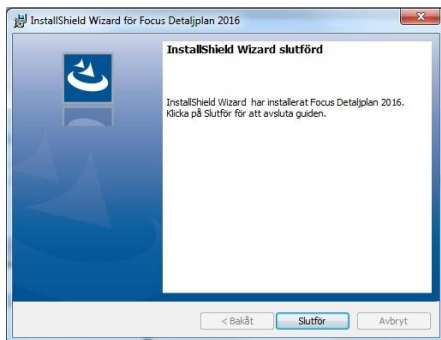 InstallShield Wizard för Focus Detaljplan 2016
InstallShield Wizard slutförd
InstallShield Wizard har installerat Focus Detaljplan 2016.
Klicka på Slutför för att avsluta guiden.
< Bakåt
Slutför
Avbryt